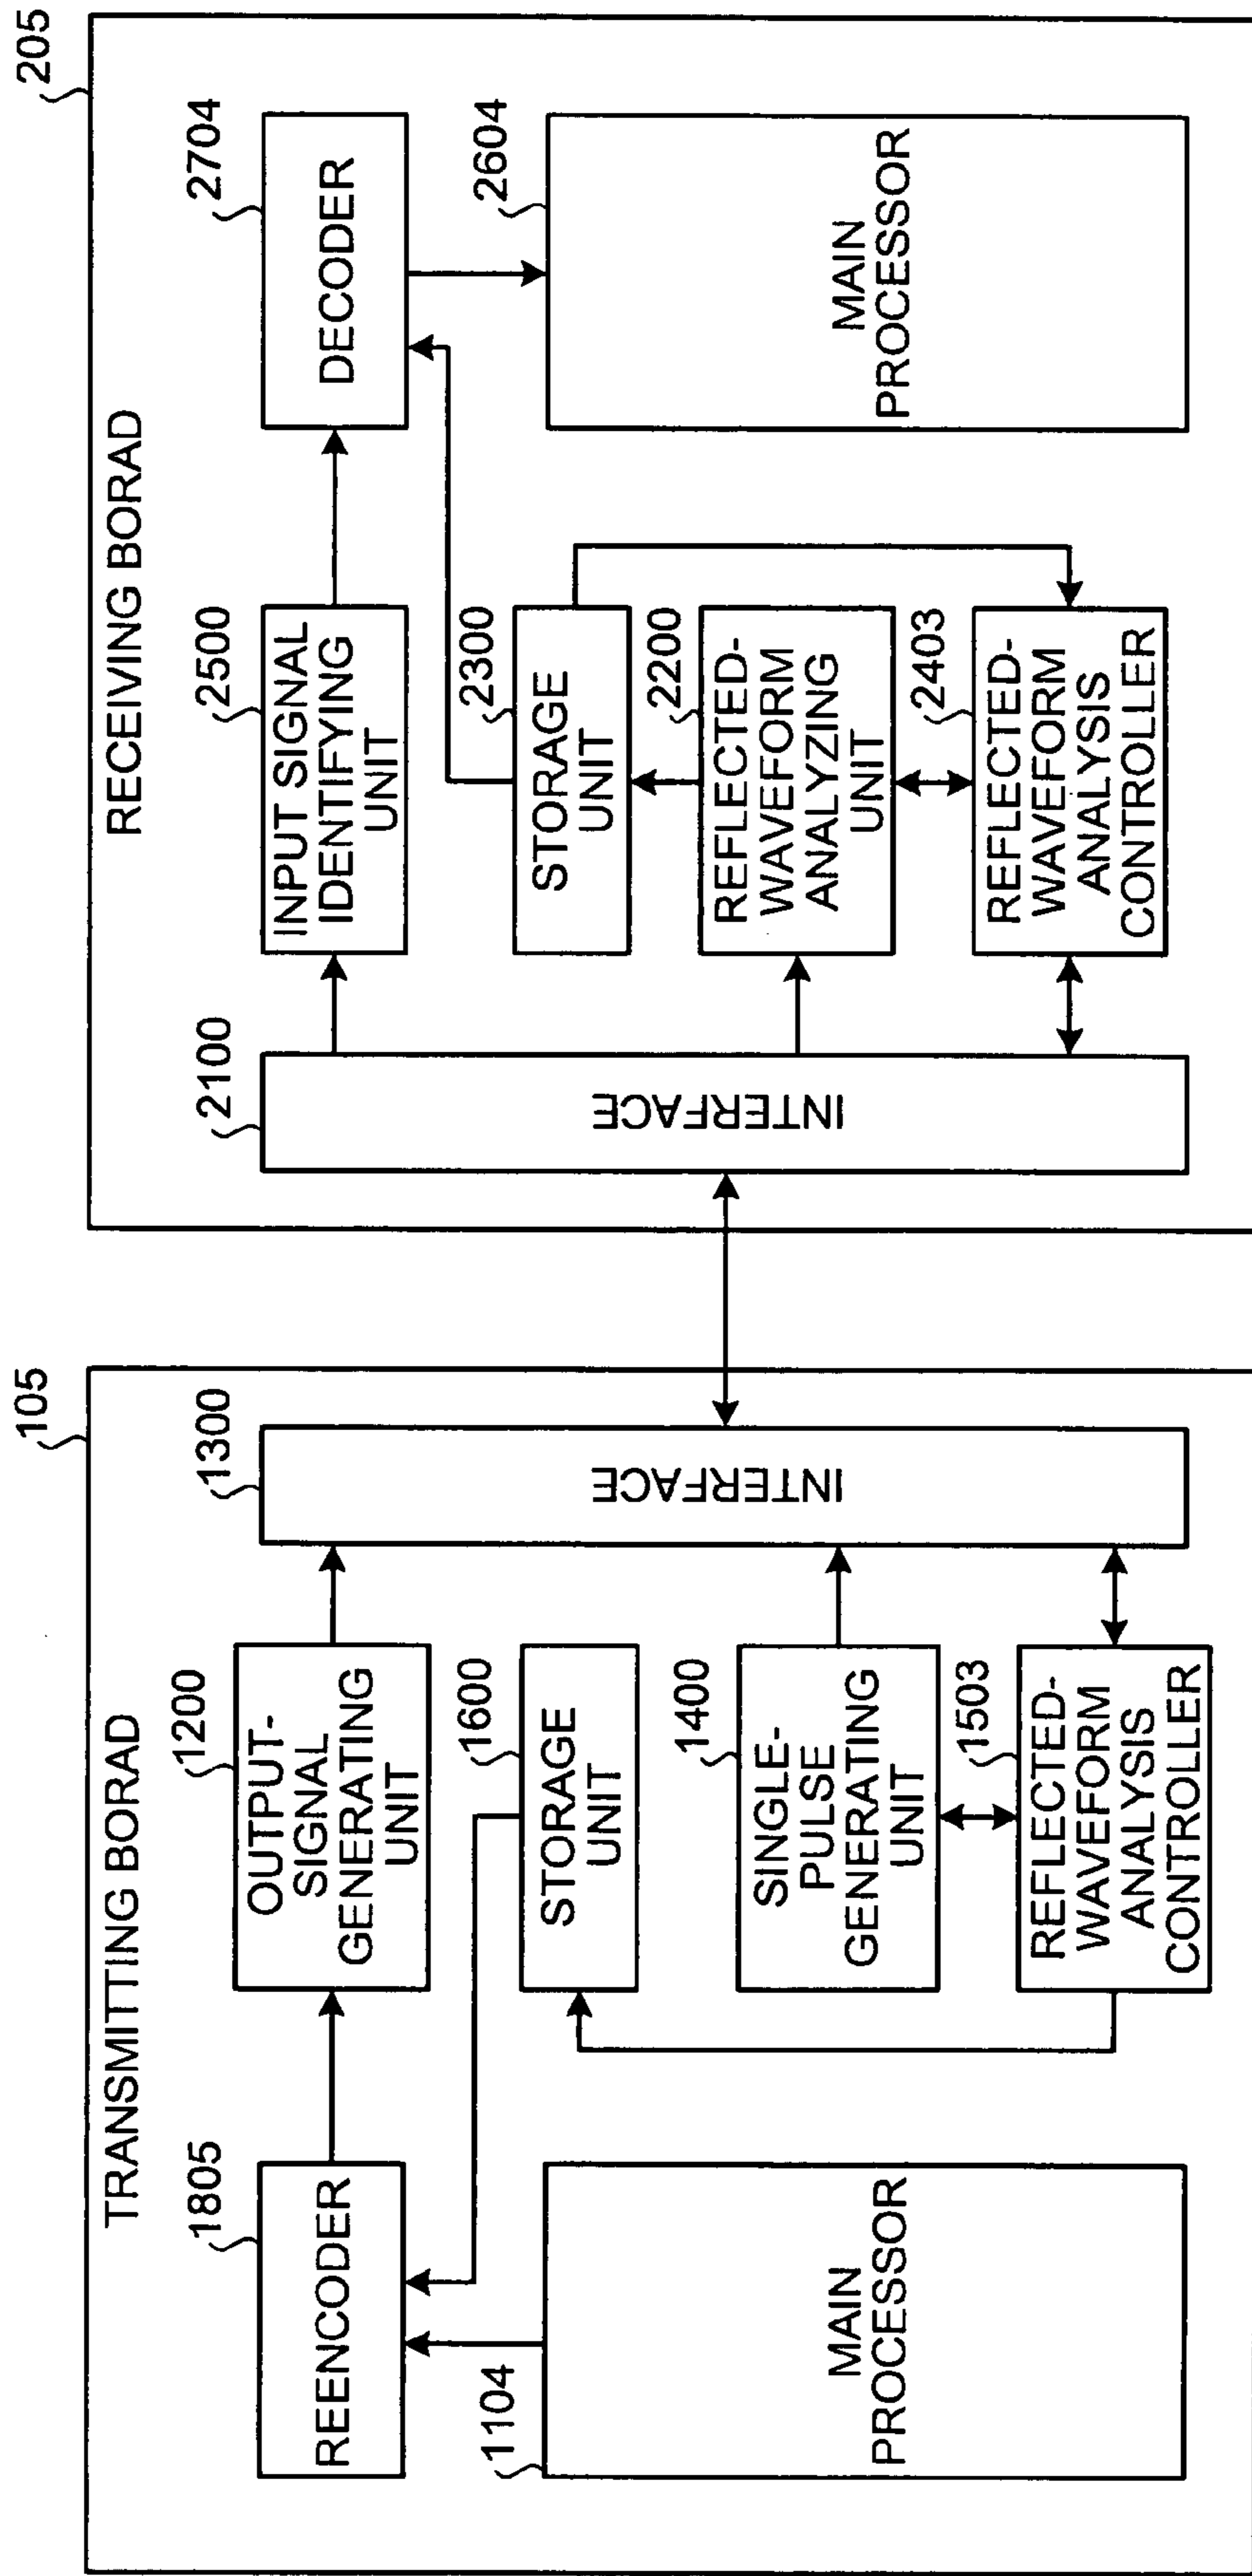 105
TRANSMITTING BORAD
1805
REENCODER
1200
OUTPUT-
SIGNAL
GENERATING
UNIT
1300
INTERFACE
1600
STORAGE
UNIT
1104
MAIN
PROCESSOR
1400
SINGLE-
PULSE
GENERATING
UNIT
1503
REFLECTED-
WAVEFORM
ANALYSIS
CONTROLLER
205
RECEIVING BORAD
2100
INTERFACE
2500
INPUT SIGNAL
IDENTIFYING
UNIT
2704
DECODER
2300
STORAGE
UNIT
2604
MAIN
PROCESSOR
2200
REFLECTED-
WAVEFORM
ANALYZING
UNIT
2403
REFLECTED-
WAVEFORM
ANALYSIS
CONTROLLER